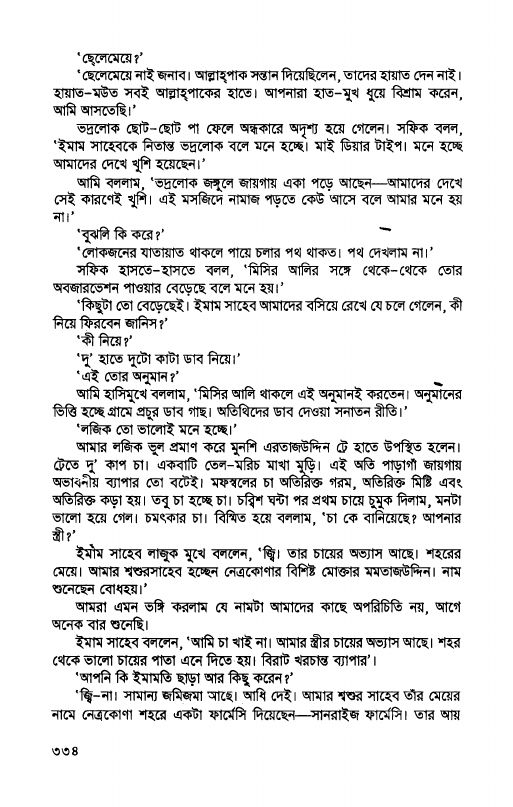 ‘ছেলেমেয়ে?’
‘ছেলেমেয়ে নাই জনাব। আল্লাহ্‌পাক সন্তান দিয়েছিলেন, তাদের হায়াত দেন নাই।
হায়াত–মউত সবই আল্লাহ্‌পাকের হাতে। আপনারা হাত–মুখ ধুয়ে বিশ্রাম করেন,
আমি আসতেছি।’
ভদ্রলোক ছোট–ছোট পা ফেলে অন্ধকারে অদৃশ্য হয়ে গেলেন। সফিক বলল,
‘ইমাম সাহেবকে নিতান্ত ভদ্রলোক বলে মনে হচ্ছে। মাই ডিয়ার টাইপ। মনে হচ্ছে
আমাদের দেখে খুশি হয়েছেন।’
আমি বললাম, ‘ভদ্রলোক জঙ্গুলে জায়গায় একা পড়ে আছেন—আমাদের দেখে
সেই কারণেই খুশি। এই মসজিদে নামাজ পড়তে কেউ আসে বলে আমার মনে হয়
না।’
‘বুঝলি কি করে?’
‘লোকজনের যাতায়াত থাকলে পায়ে চলার পথ থাকত। পথ দেখলাম না।’
সফিক হাসতে–হাসতে বলল, ‘মিসির আলির সঙ্গে থেকে–থেকে তোর
অবজারভেশন পাওয়ার বেড়েছে বলে মনে হয়।’
‘কিছুটা তো বেড়েছেই। ইমাম সাহেব আমাদের বসিয়ে রেখে যে চলে গেলেন, কী
নিয়ে ফিরবেন জানিস?’
‘কী নিয়ে?’
‘দু’ হাতে দুটো কাটা ডাব নিয়ে।’
‘এই তোর অনুমান?’
আমি হাসিমুখে বললাম, ‘মিসির আলি থাকলে এই অনুমানই করতেন। অনুমানের
ভিত্তি হচ্ছে গ্রামে প্রচুর ডাব গাছ। অতিথিদের ডাব দেওয়া সনাতন রীতি।’
‘লজিক তো ভালোই মনে হচ্ছে।’
আমার লজিক ভুল প্রমাণ করে মুনশি এরতাজউদ্দিন ট্রে হাতে উপস্থিত হলেন।
ট্রেতে দু’ কাপ চা। একবাটি তেল–মরিচ মাখা মুড়ি। এই অতি পাড়াগাঁ জায়গায়
অভাবনীয় ব্যাপার তো বটেই। মফস্বলের চা অতিরিক্ত গরম, অতিরিক্ত মিষ্টি এবং
অতিরিক্ত কড়া হয়। তবু চা হচ্ছে চা। চব্বিশ ঘন্টা পর প্রথম চায়ে চুমুক দিলাম, মনটা
ভালো হয়ে গেল। চমৎকার চা। বিস্মিত হয়ে বললাম, ‘চা কে বানিয়েছে? আপনার
স্ত্রী?’
ইমাম সাহেব লাজুক মুখে বললেন, ‘জ্বি। তার চায়ের অভ্যাস আছে। শহরের
মেয়ে। আমার শ্বশুরসাহেব হচ্ছেন নেত্রকোণার বিশিষ্ট মোক্তার মমতাজউদ্দিন। নাম
শুনেছেন বোধহয়।’
আমরা এমন ভঙ্গি করলাম যে নামটা আমাদের কাছে অপরিচিতি নয়, আগে
অনেক বার শুনেছি।
ইমাম সাহেব বললেন, ‘আমি চা খাই না। আমার স্ত্রীর চায়ের অভ্যাস আছে। শহর
থেকে ভালো চায়ের পাতা এনে দিতে হয়। বিরাট খরচান্ত ব্যাপার’।
‘আপনি কি ইমামতি ছাড়া আর কিছু করেন?’
‘জ্বি–না। সামান্য জমিজমা আছে। আধি দেই। আমার শ্বশুর সাহেব তাঁর মেয়ের
নামে নেত্রকোণা শহরে একটা ফার্মেসি দিয়েছেন—সানরাইজ ফার্মেসি। তার আয়
৩৩৪